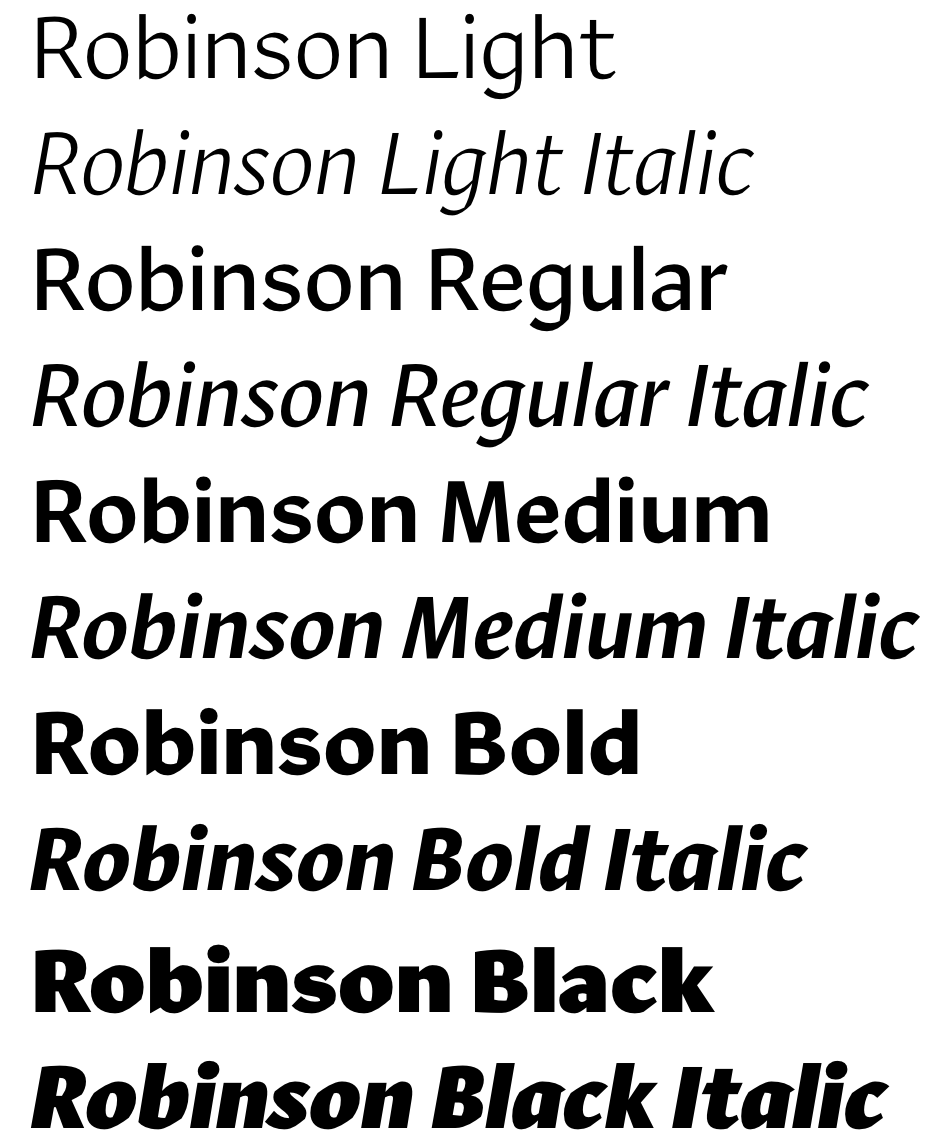 Robinson Light
Robinson Light Italic
Robinson Regular
Robinson Regular Italic
Robinson Medium
Robinson Medium Italic
Robinson Bold
Robinson Bold Italic
Robinson Black
Robinson Black Italic